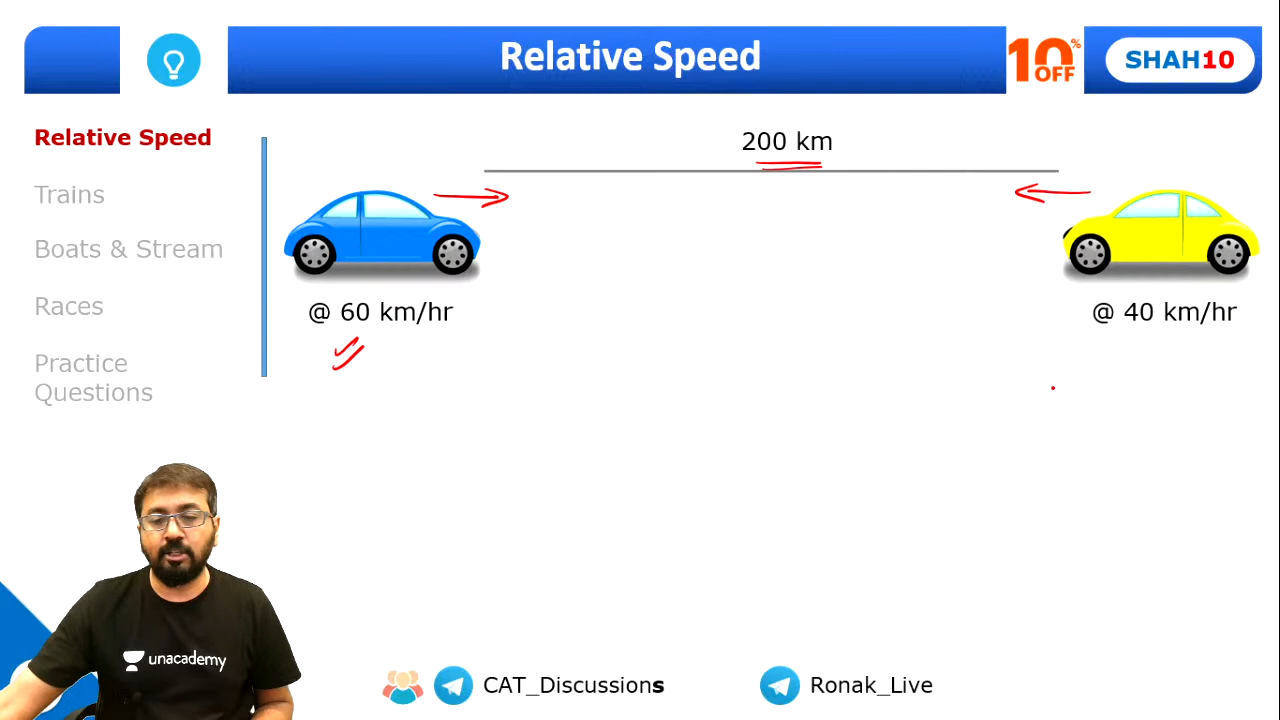 Relative Speed
10%
OFF
SHAH10
Relative Speed
Trains
Boats & Stream
Races
Practice
Questions
200 km
@ 60 km/hr
@ 40 km/hr
unacademy
CAT_Discussions
Ronak_Live